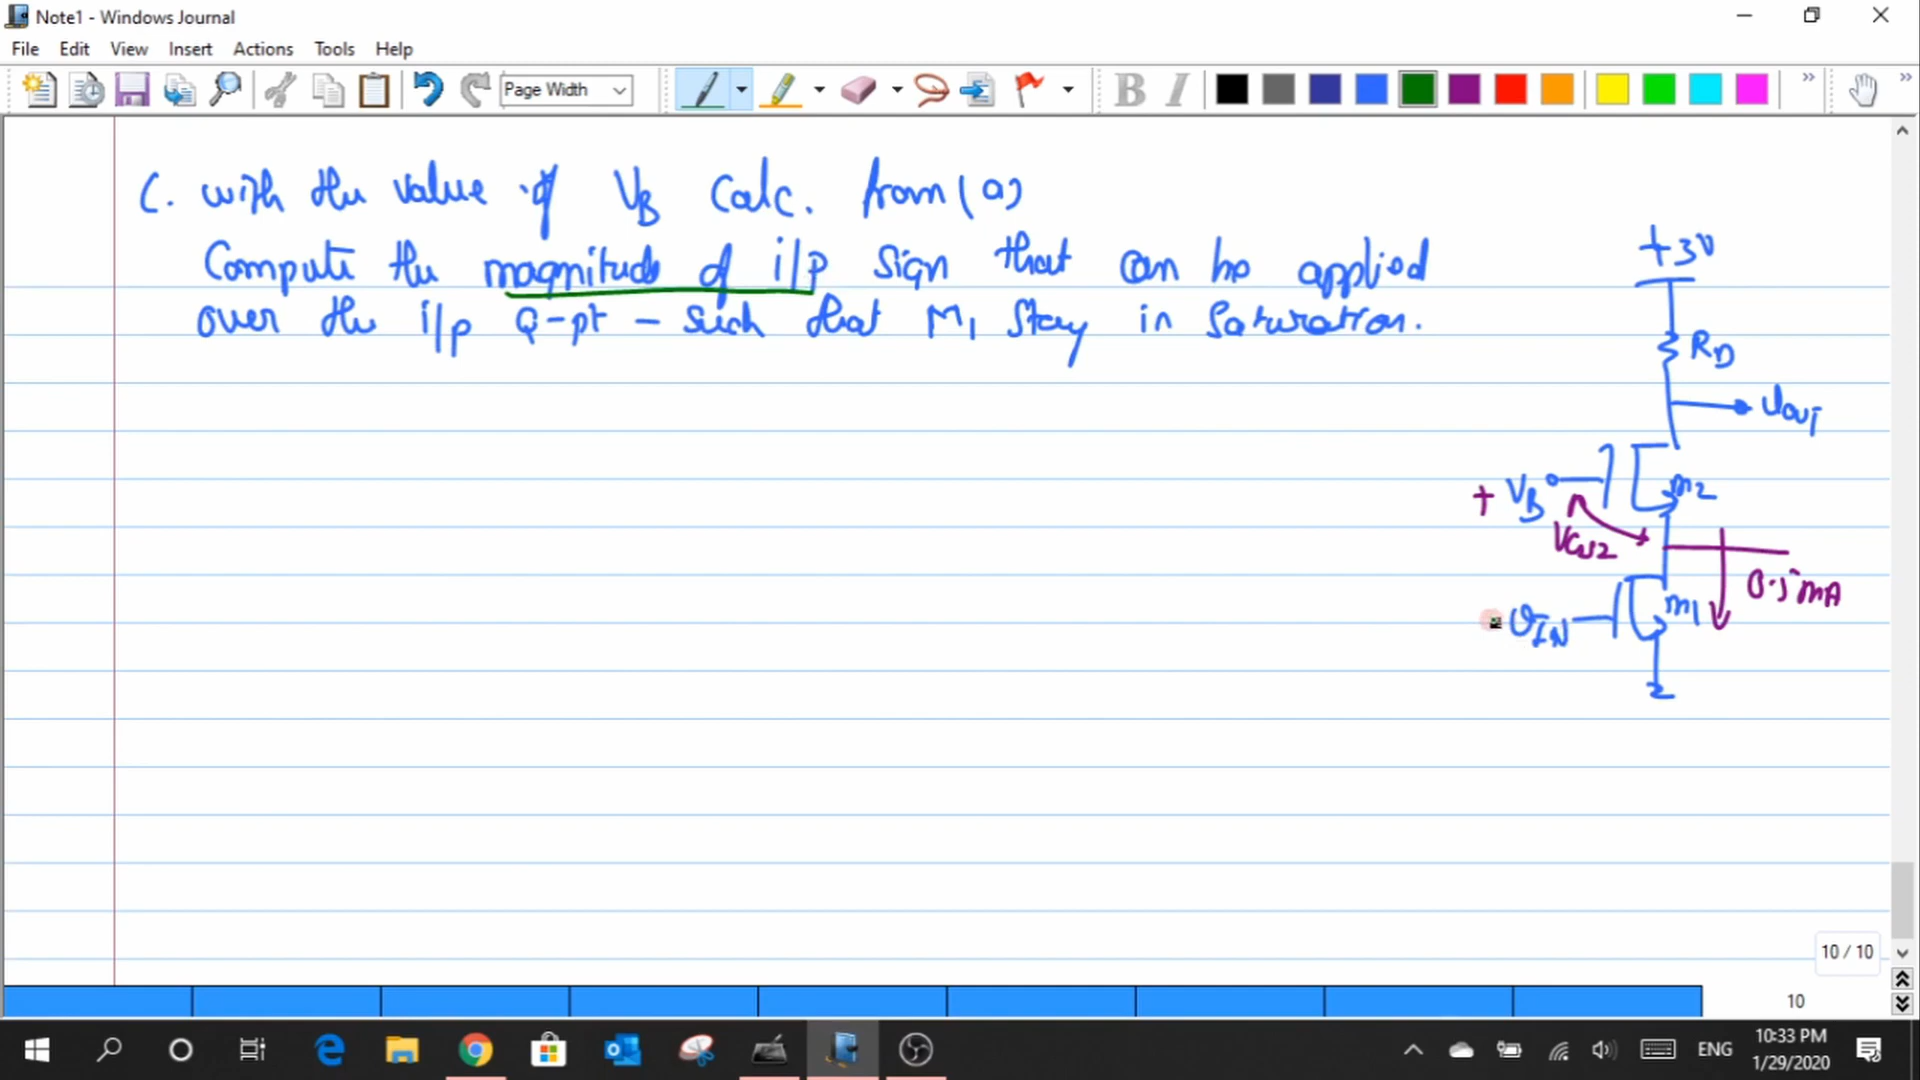 Note1 - Windows Journal
File Edit View Insert Actions Tools Help
Page Width
B I
C. with the value of VB Calc. from (a)
Compute the magnitude of i/p sign that can be applied
over the i/p Q-pt - such that M1 stay in saturation.
+3V
RD
VOUT
+ VB
M2
VGS2
0.5mA
VIN
M1
10 / 10
10
ENG
10:33 PM
1/29/2020